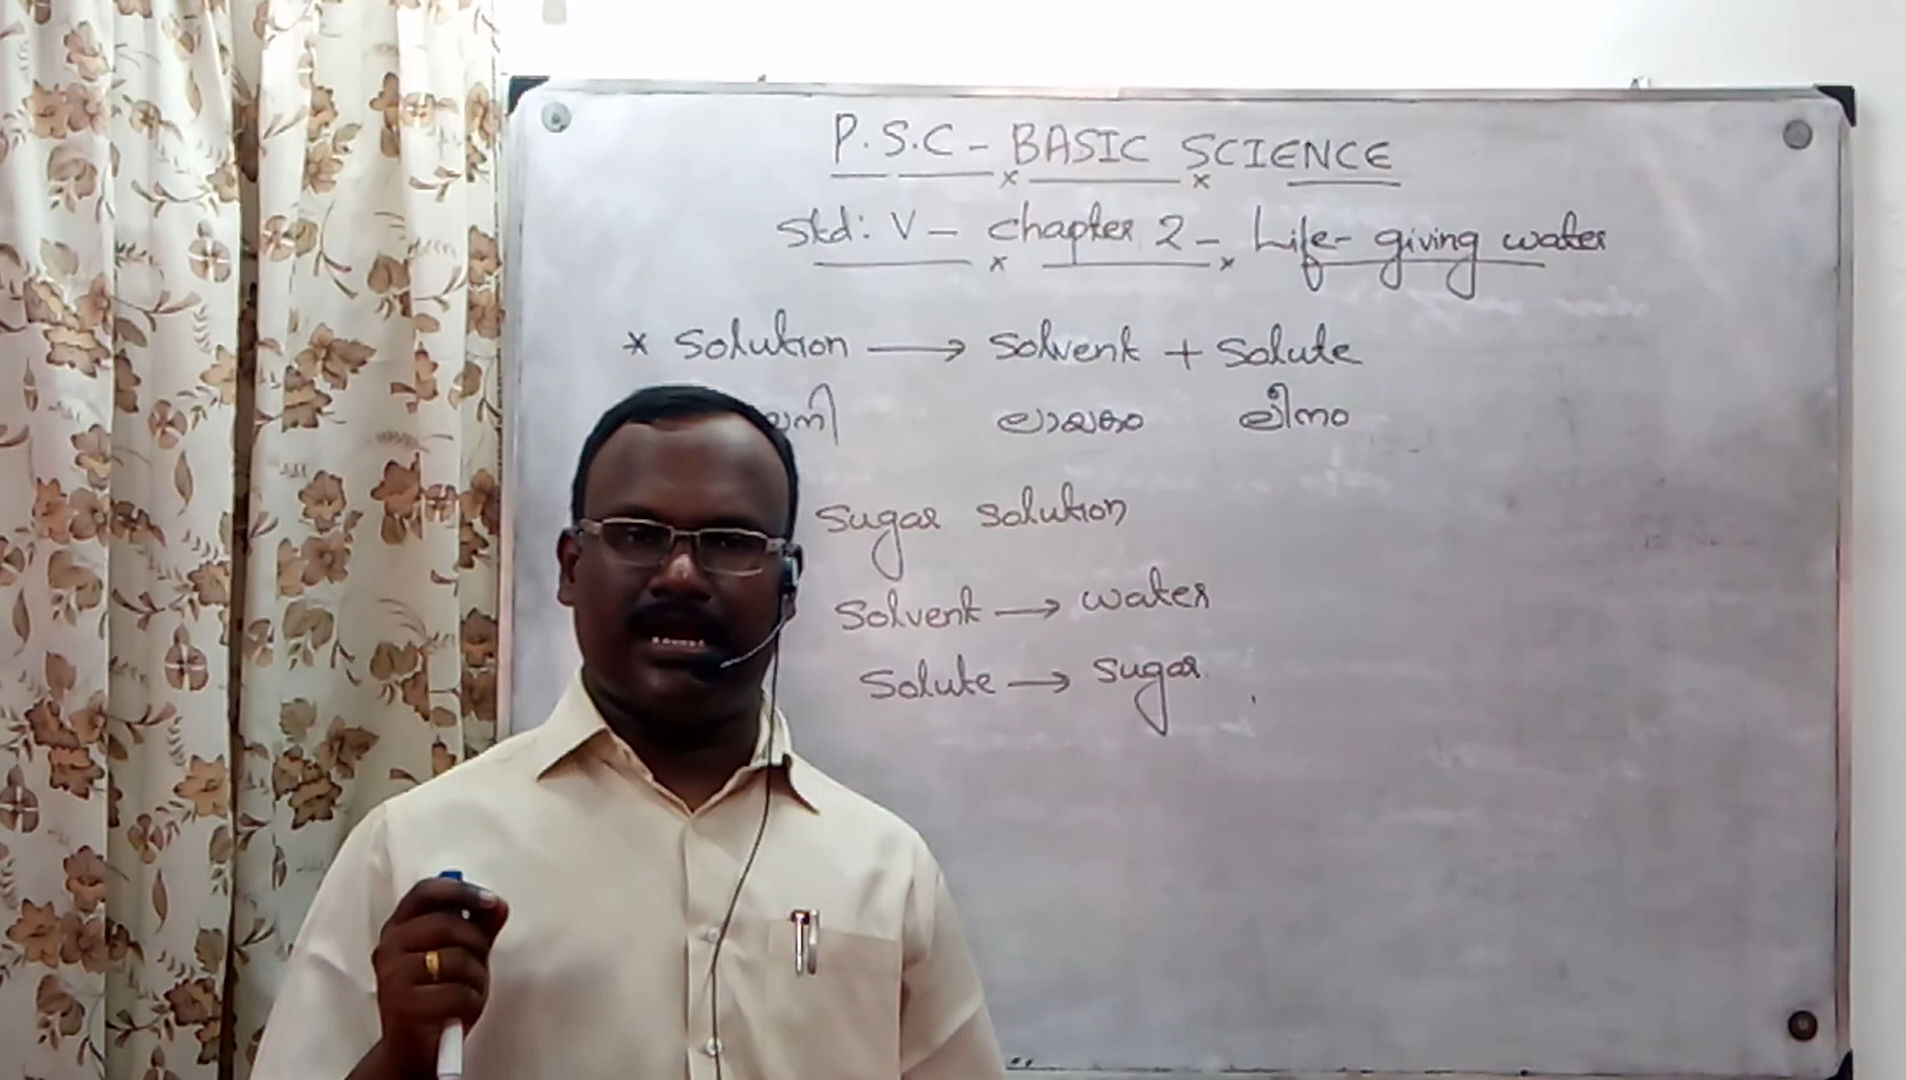 P.S.C - BASIC SCIENCE
Std: V - chapter 2 - Life-giving water
* Solution → Solvent + Solute
ലായകം ലീനം
Sugar solution
Solvent → water
Solute → sugar